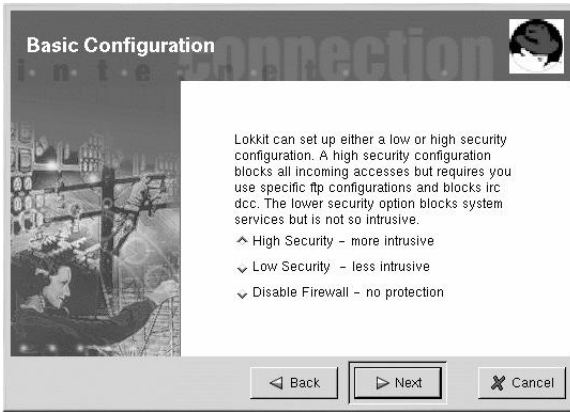 Basic Configuration
connection
internet
Lokkit can set up either a low or high security
configuration. A high security configuration
blocks all incoming accesses but requires you
use specific ftp configurations and blocks irc
dcc. The lower security option blocks system
services but is not so intrusive.
High Security – more intrusive
Low Security – less intrusive
Disable Firewall – no protection
Back
Next
Cancel